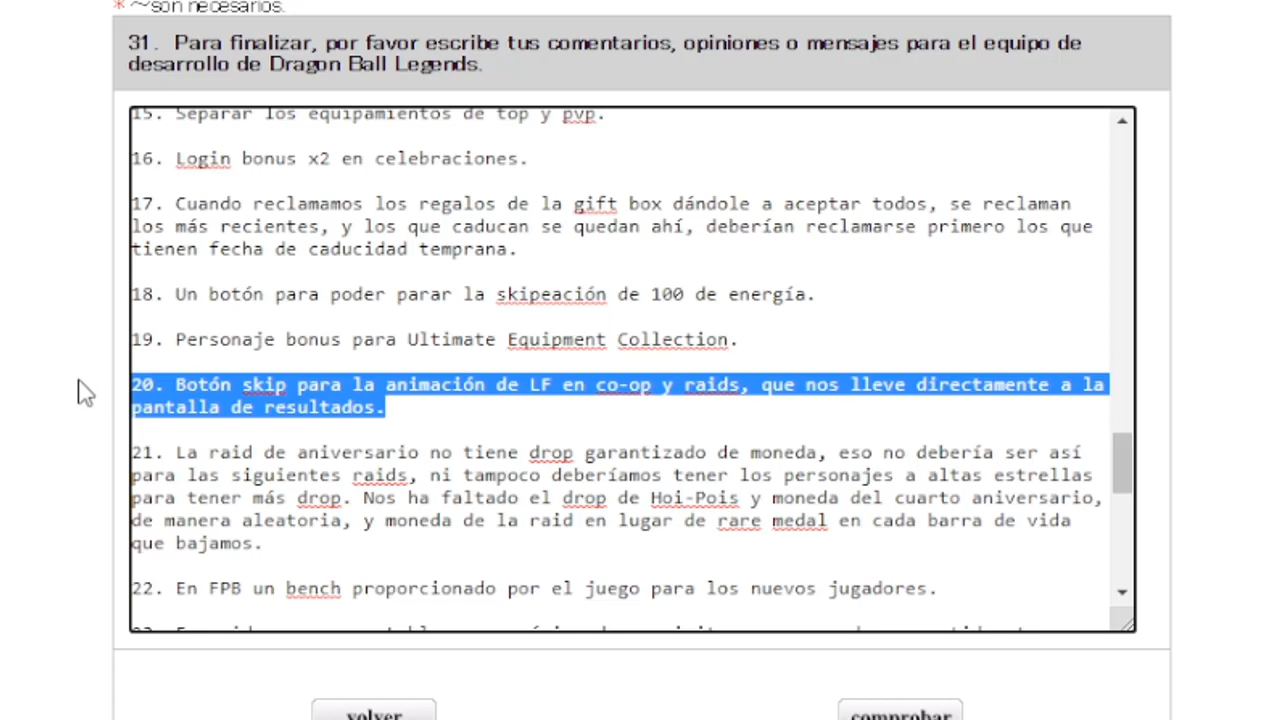 * ~son necesarios.
31. Para finalizar, por favor escribe tus comentarios, opiniones o mensajes para el equipo de
desarrollo de Dragon Ball Legends.
15. Separar los equipamientos de top y pvp.
16. Login bonus x2 en celebraciones.
17. Cuando reclamamos los regalos de la gift box dándole a aceptar todos, se reclaman
los más recientes, y los que caducan se quedan ahí, deberían reclamarse primero los que
tienen fecha de caducidad temprana.
18. Un botón para poder parar la skipeación de 100 de energía.
19. Personaje bonus para Ultimate Equipment Collection.
20. Botón skip para la animación de LF en co-op y raids, que nos lleve directamente a la
pantalla de resultados.
21. La raid de aniversario no tiene drop garantizado de moneda, eso no debería ser así
para las siguientes raids, ni tampoco deberíamos tener los personajes a altas estrellas
para tener más drop. Nos ha faltado el drop de Hoi-Pois y moneda del cuarto aniversario,
de manera aleatoria, y moneda de la raid en lugar de rare medal en cada barra de vida
que bajamos.
22. En FPB un bench proporcionado por el juego para los nuevos jugadores.
volver
comprobar